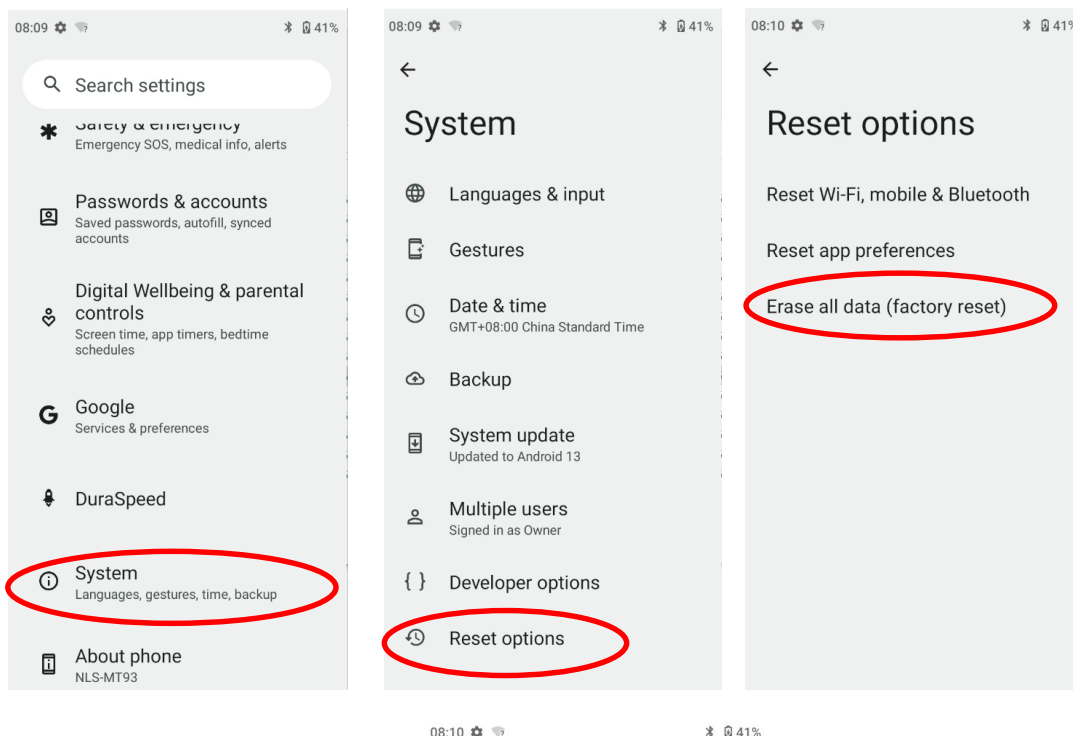 08:09 41%
Search settings
Safety & emergency
Emergency SOS, medical info, alerts
Passwords & accounts
Saved passwords, autofill, synced
accounts
Digital Wellbeing & parental
controls
Screen time, app timers, bedtime
schedules
Google
Services & preferences
DuraSpeed
System
Languages, gestures, time, backup
About phone
NLS-MT93
08:09 41%
System
Languages & input
Gestures
Date & time
GMT+08:00 China Standard Time
Backup
System update
Updated to Android 13
Multiple users
Signed in as Owner
{ } Developer options
Reset options
08:10 41%
Reset options
Reset Wi-Fi, mobile & Bluetooth
Reset app preferences
Erase all data (factory reset)
08:10 41%